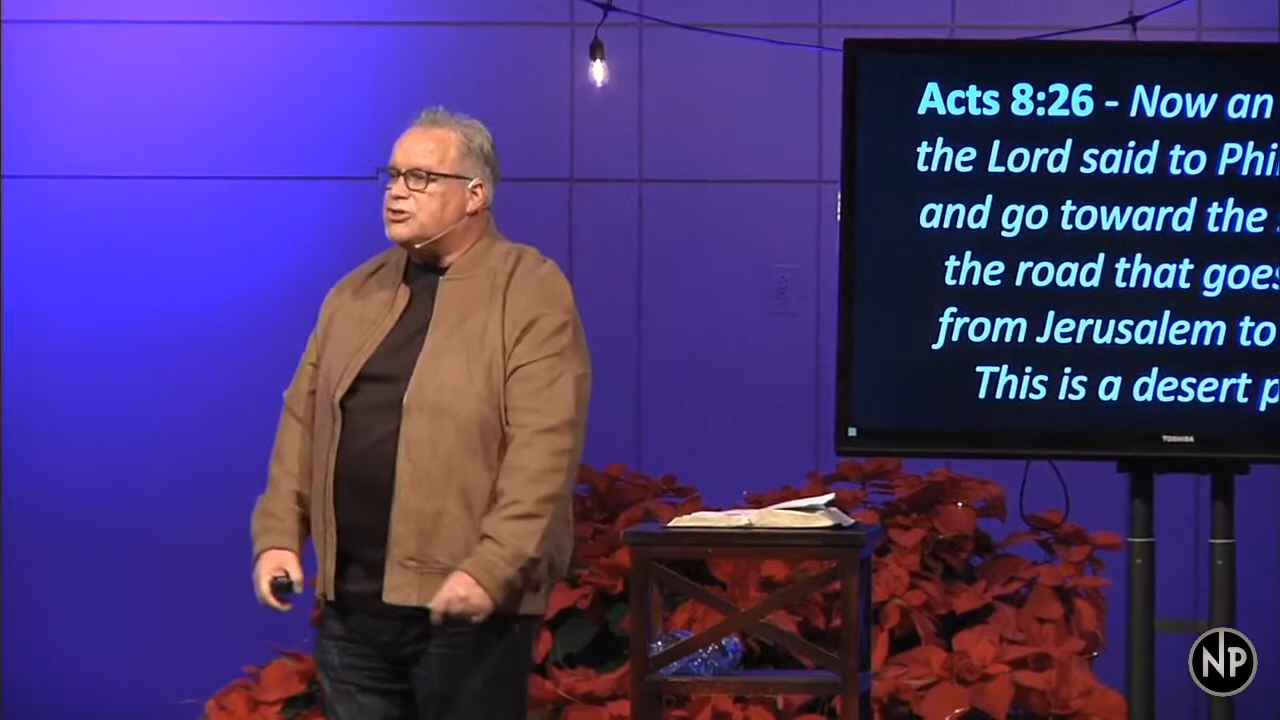 Acts 8:26 - Now an
the Lord said to Phi
and go toward the
the road that goes
from Jerusalem to
This is a desert p
TOSHIBA
NP